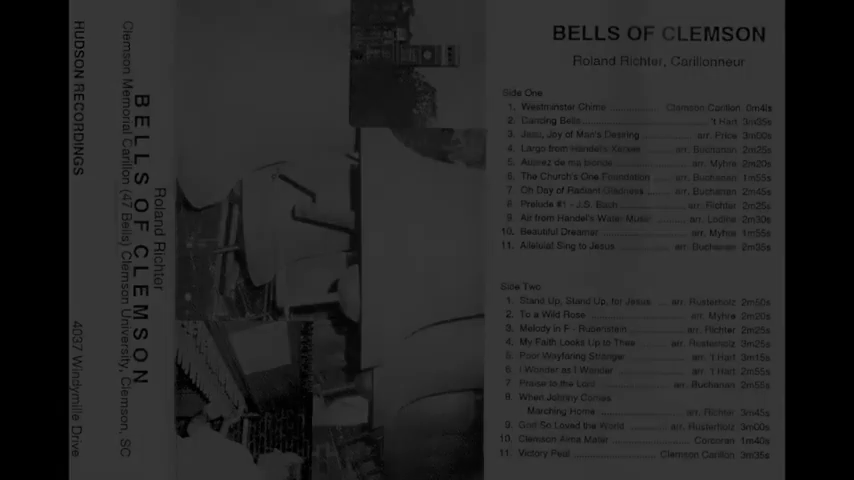 HUDSON RECORDINGS
4037 Windymille Drive
Clemson Memorial Carillon (47 Bells) Clemson University, Clemson, SC
BELLS OF CLEMSON
Roland Richter
BELLS OF CLEMSON
Roland Richter, Carillonneur
Side One
1. Westminster Chime Clemson Carillon 0m41s
2. Dancing Bells 't Hart 3m35s
3. Jesu, Joy of Man's Desiring arr. Price 3m00s
4. Largo from Handel's Xerxes arr. Buchanan 2m25s
5. Aupres de ma blonde arr. Myhre 2m20s
6. The Church's One Foundation arr. Buchanan 1m55s
7. Oh Day of Radiant Gladness arr. Buchanan 2m45s
8. Prelude #1 - J.S. Bach arr. Richter 2m25s
9. Air from Handel's Water Music arr. Lodine 2m30s
10. Beautiful Dreamer arr. Myhre 1m55s
11. Alleluia! Sing to Jesus arr. Buchanan 2m35s
Side Two
1. Stand Up, Stand Up, for Jesus arr. Rusterholz 2m50s
2. To a Wild Rose arr. Myhre 2m20s
3. Melody in F - Rubenstein arr. Richter 2m25s
4. My Faith Looks Up to Thee arr. Rusterholz 3m25s
5. Poor Wayfaring Stranger arr. 't Hart 3m15s
6. I Wonder as I Wander arr. 't Hart 2m55s
7. Praise to the Lord arr. Buchanan 2m55s
8. When Johnny Comes
Marching Home arr. Richter 3m45s
9. God So Loved the World arr. Rusterholz 3m00s
10. Clemson Alma Mater Corcoran 1m40s
11. Victory Peal Clemson Carillon 3m35s